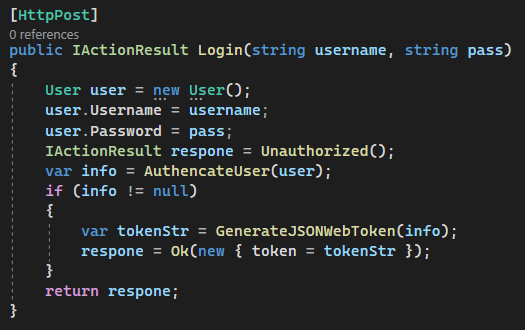 [HttpPost]
0 references
public IActionResult Login(string username, string pass)
{
User user = new User();
user.Username = username;
user.Password = pass;
IActionResult respone = Unauthorized();
var info = AuthencateUser(user);
if (info != null)
{
var tokenStr = GenerateJSONWebToken(info);
respone = Ok(new { token = tokenStr });
}
return respone;
}